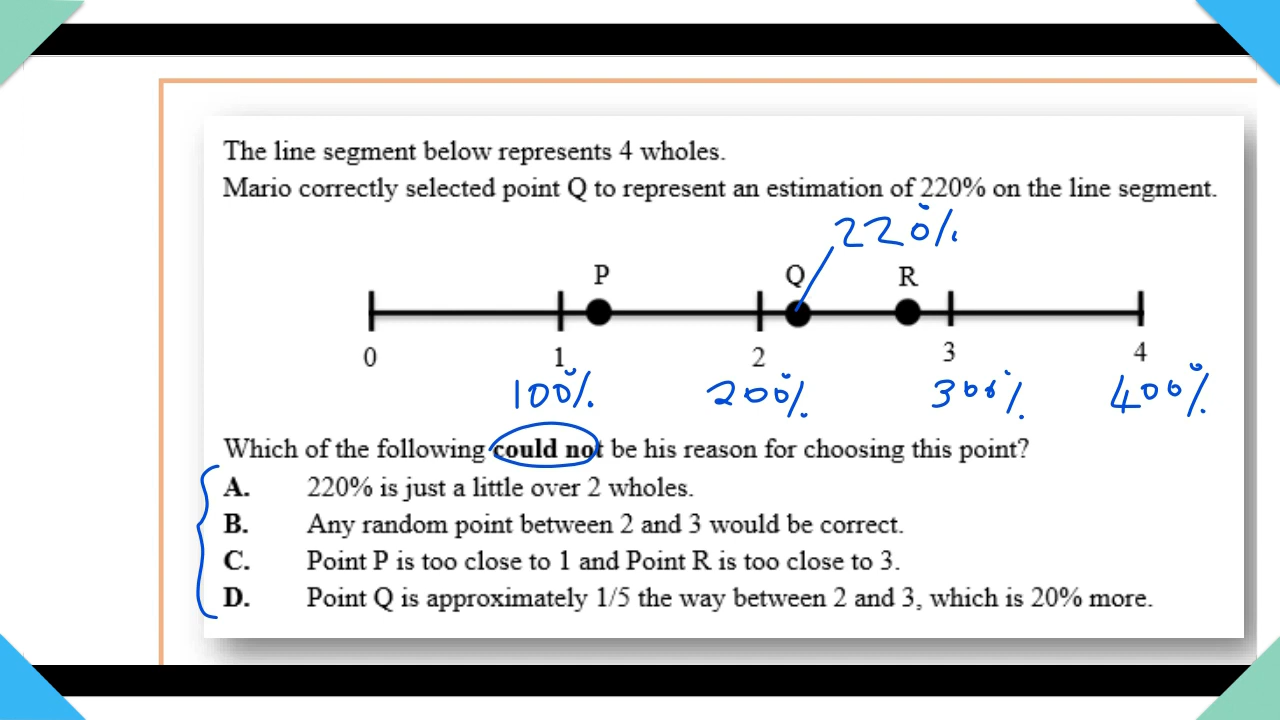 The line segment below represents 4 wholes.
Mario correctly selected point Q to represent an estimation of 220% on the line segment.
220%
P Q R
0 1 2 3 4
100% 200% 300% 400%
Which of the following could not be his reason for choosing this point?
A. 220% is just a little over 2 wholes.
B. Any random point between 2 and 3 would be correct.
C. Point P is too close to 1 and Point R is too close to 3.
D. Point Q is approximately 1/5 the way between 2 and 3, which is 20% more.